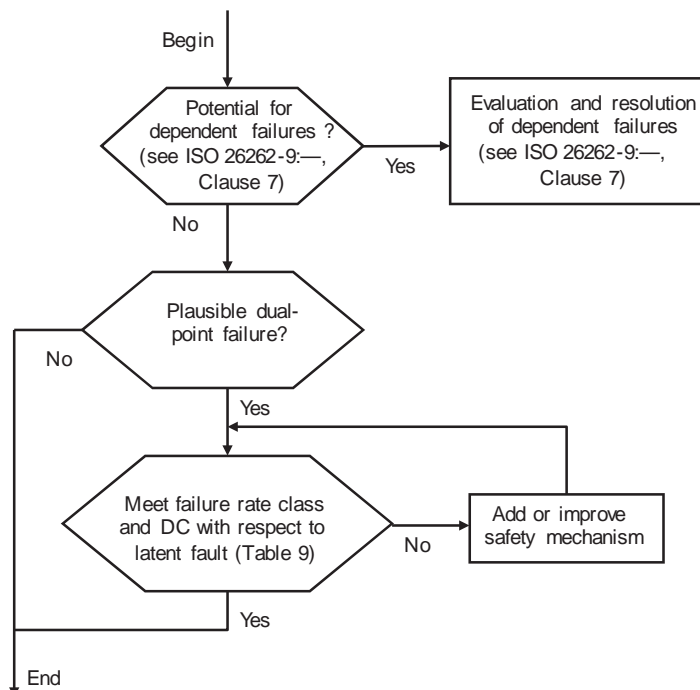 Begin
Potential for
dependent failures ?
(see ISO 26262-9:—,
Clause 7)
Yes
Evaluation and resolution
of dependent failures
(see ISO 26262-9:—,
Clause 7)
No
Plausible dual-
point failure?
No
Yes
Meet failure rate class
and DC with respect to
latent fault (Table 9)
No
Add or improve
safety mechanism
Yes
End